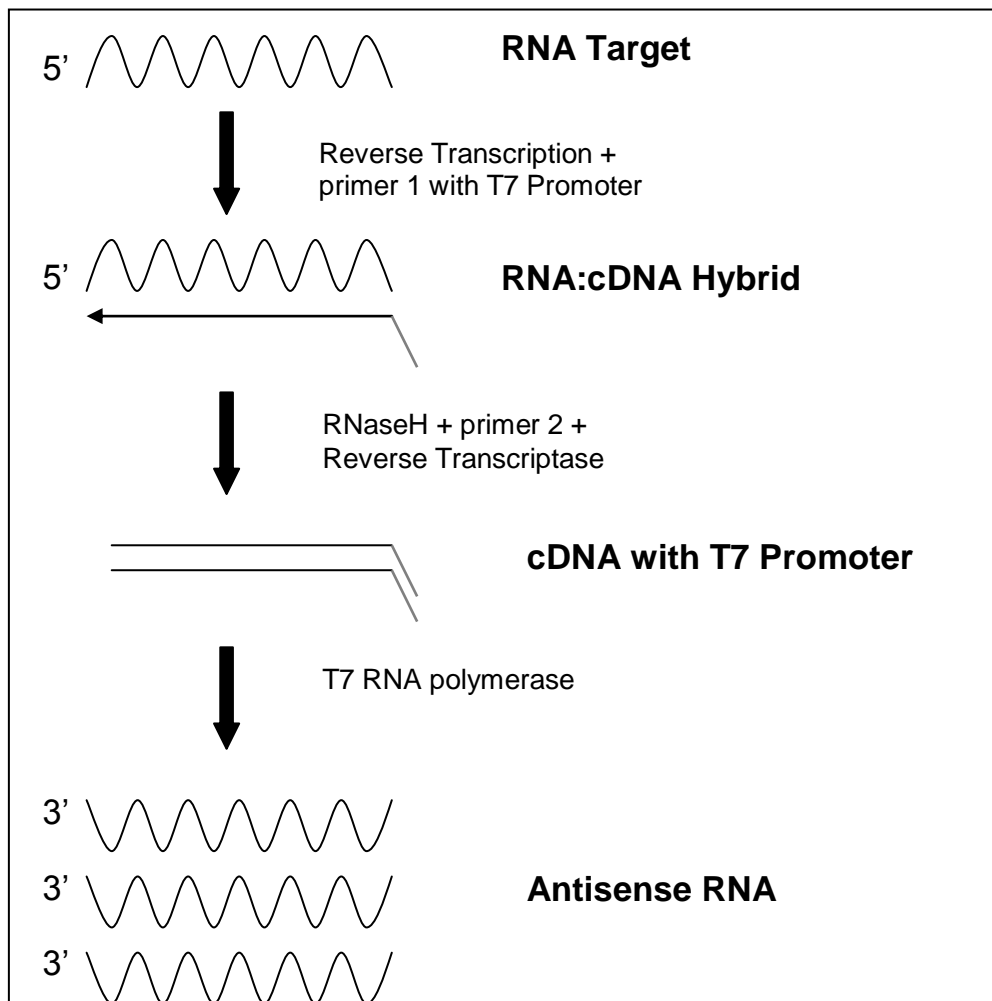 RNA Target
5’
Reverse Transcription +
primer 1 with T7 Promoter
5’
RNA:cDNA Hybrid
RNaseH + primer 2 +
Reverse Transcriptase
cDNA with T7 Promoter
T7 RNA polymerase
3’
3’
Antisense RNA
3’